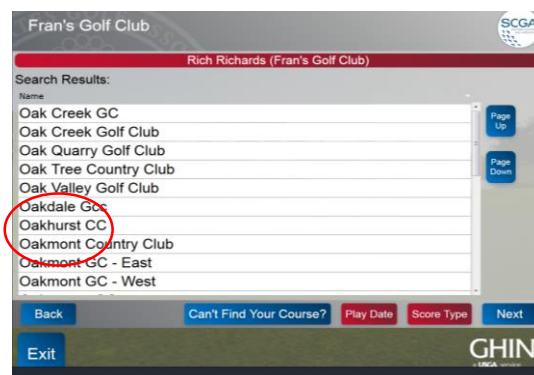 Fran's Golf Club
SCGA
Rich Richards (Fran's Golf Club)
Search Results:
Name
Oak Creek GC
Oak Creek Golf Club
Oak Quarry Golf Club
Oak Tree Country Club
Oak Valley Golf Club
Oakdale Gcc
Oakhurst CC
Oakmont Country Club
Oakmont GC - East
Oakmont GC - West
Page Up
Page Down
Back
Can't Find Your Course?
Play Date
Score Type
Next
Exit
GHIN
a USGA service